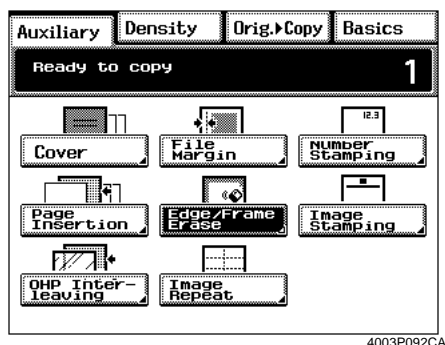 Auxiliary Density Orig.▸Copy Basics
Ready to copy 1
12.3
Cover
File
Margin
Number
Stamping
Page
Insertion
Edge/Frame
Erase
Image
Stamping
OHP Inter-
leaving
Image
Repeat
4003P092CA